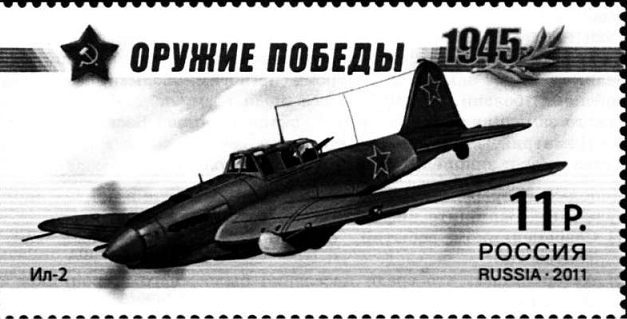 ОРУЖИЕ ПОБЕДЫ
1945
11 Р.
Ил-2
РОССИЯ
RUSSIA · 2011